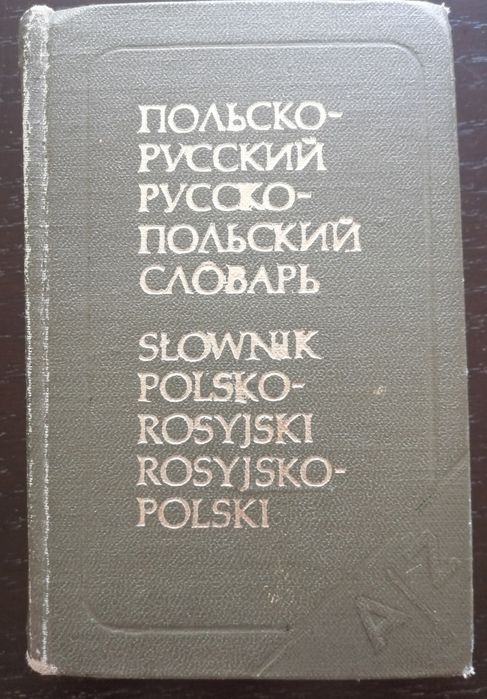 ПОЛЬСКО-
РУССКИЙ
РУССКО-
ПОЛЬСКИЙ
СЛОВАРЬ
SŁOWNIK
POLSKO-
ROSYJSKI
ROSYJSKO-
POLSKI
A/Z